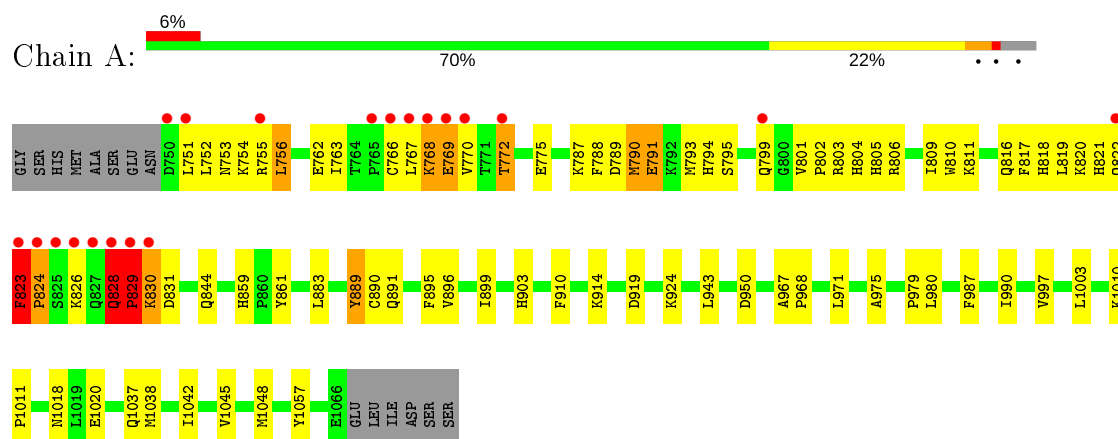 6%
Chain A:
70% 22%
GLY SER HIS MET ALA SER GLU ASN D750 L751 L752 N753 K754 R755 L756 E762 I763 T764 P765 C766 L767 K768 E769 V770 T771 T772 E775 K787 F788 D789 M790 E791 K792 M793 H794 S795 Q799 G800 V801 P802 R803 H804 H805 R806 I809 W810 K811 Q816 F817 H818 L819 K820 H821
F823 P824 S825 K826 Q827 Q828 P829 K830 D831 Q844 H859 P860 Y861 L883 Y889 C890 Q891 F895 V896 I899 H903 F910 K914 D919 K924 L943 D950 A967 P968 L971 A975 P979 L980 F987 I990 V997 L1003 K1010
P1011 N1018 L1019 E1020 Q1037 M1038 I1042 V1045 M1048 Y1057 E1066 GLU LEU ILE ASP SER SER